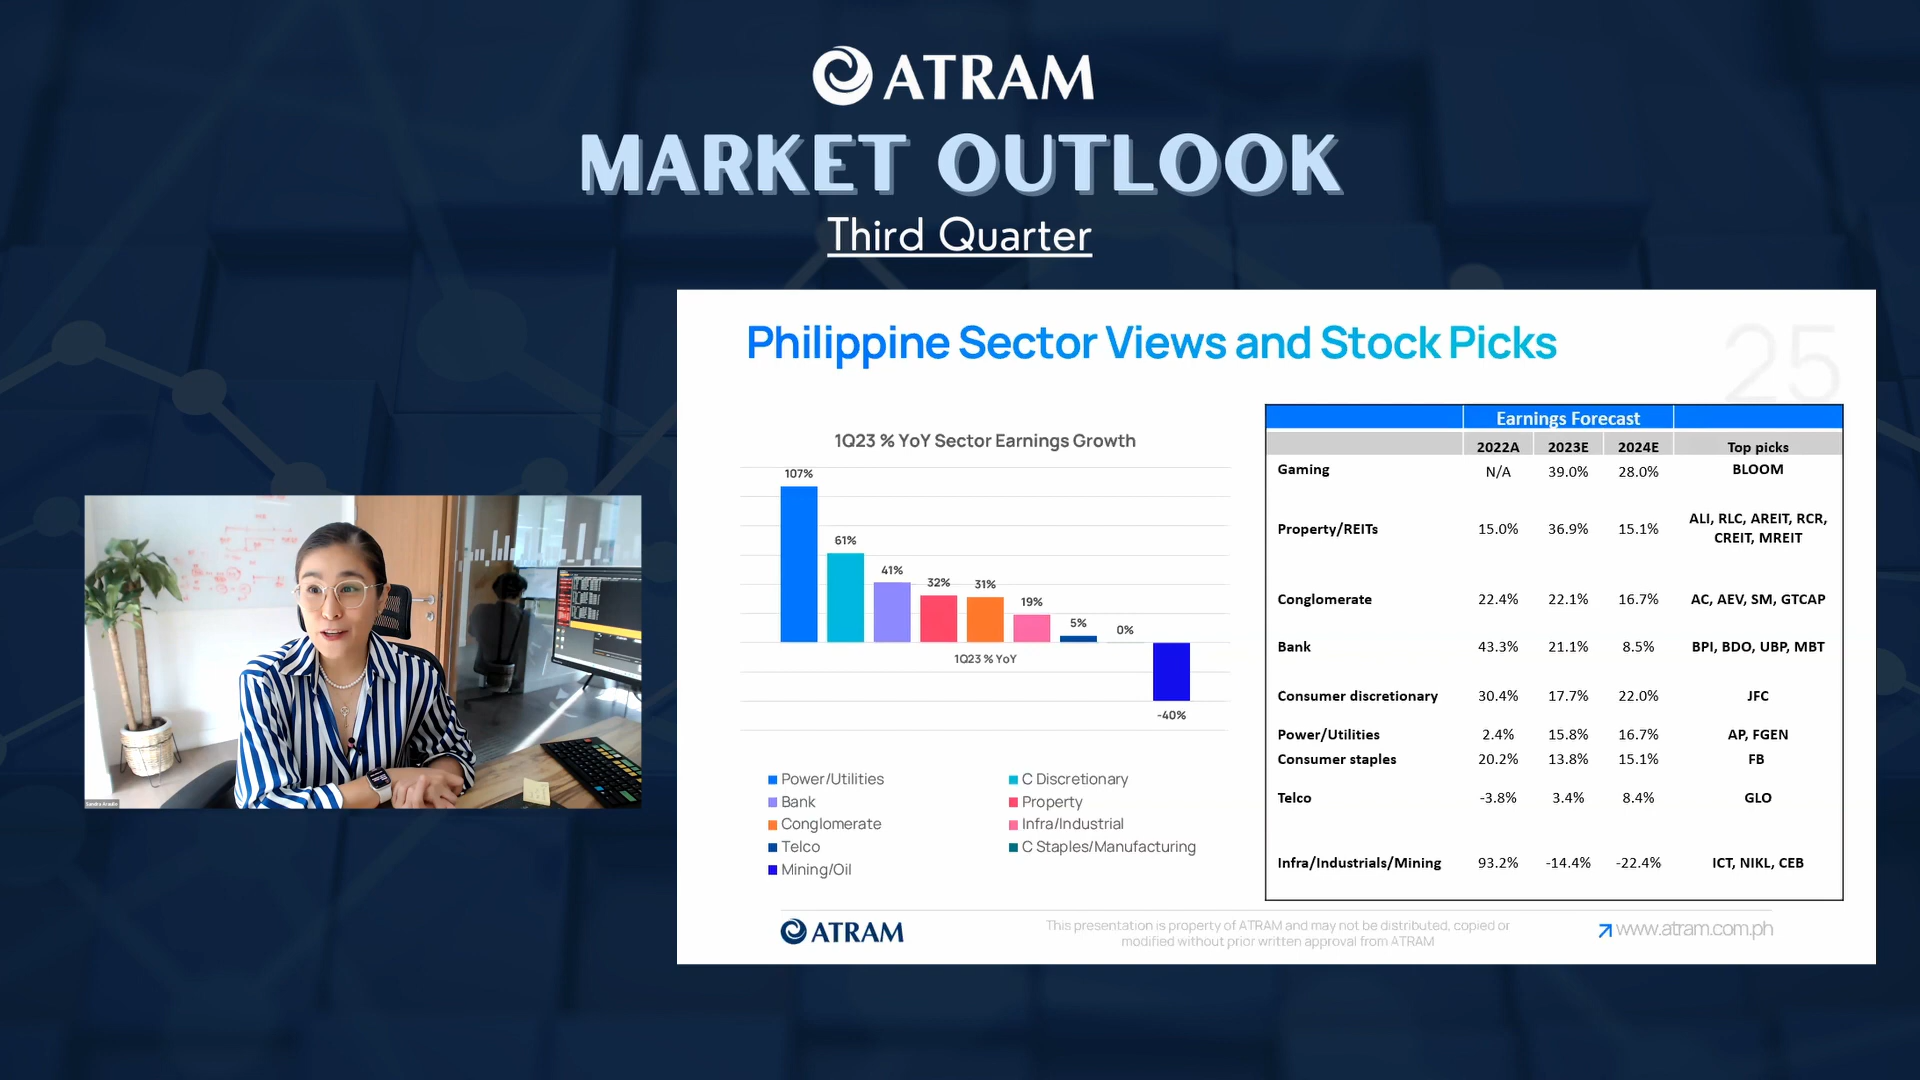 ATRAM
MARKET OUTLOOK
Third Quarter
Philippine Sector Views and Stock Picks
25
1Q23 % YoY Sector Earnings Growth
107%
61%
41%
32%
31%
19%
5%
0%
-40%
1Q23 % YoY
Power/Utilities
C Discretionary
Bank
Property
Conglomerate
Infra/Industrial
Telco
C Staples/Manufacturing
Mining/Oil
Earnings Forecast
2022A 2023E 2024E Top picks
Gaming N/A 39.0% 28.0% BLOOM
Property/REITs 15.0% 36.9% 15.1% ALI, RLC, AREIT, RCR,
CREIT, MREIT
Conglomerate 22.4% 22.1% 16.7% AC, AEV, SM, GTCAP
Bank 43.3% 21.1% 8.5% BPI, BDO, UBP, MBT
Consumer discretionary 30.4% 17.7% 22.0% JFC
Power/Utilities 2.4% 15.8% 16.7% AP, FGEN
Consumer staples 20.2% 13.8% 15.1% FB
Telco -3.8% 3.4% 8.4% GLO
Infra/Industrials/Mining 93.2% -14.4% -22.4% ICT, NIKL, CEB
ATRAM
This presentation is property of ATRAM and may not be distributed, copied or
modified without prior written approval from ATRAM
www.atram.com.ph